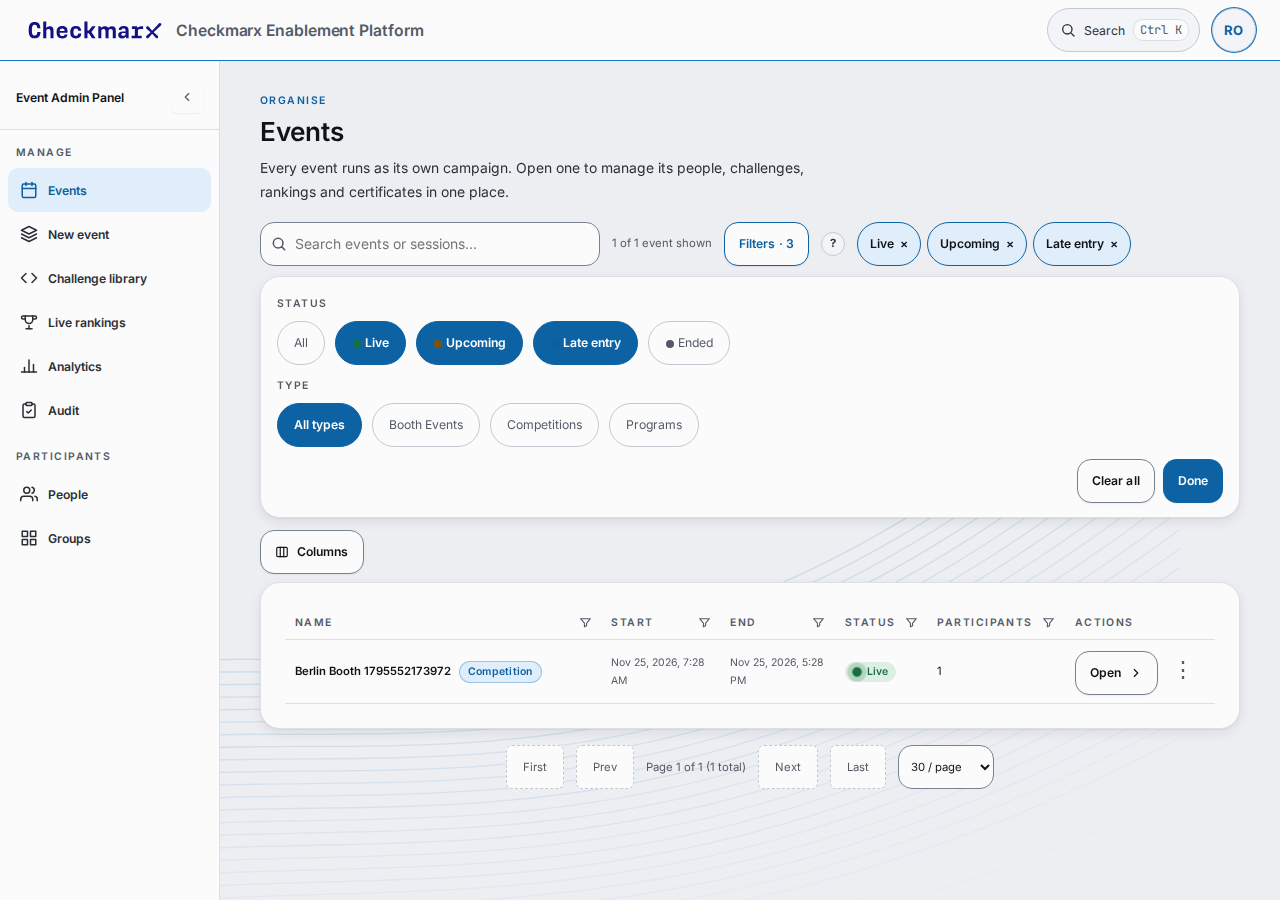 Checkmarx Checkmarx Enablement Platform Search Ctrl K RO
Event Admin Panel
MANAGE
Events
New event
Challenge library
Live rankings
Analytics
Audit
PARTICIPANTS
People
Groups
ORGANISE
Events
Every event runs as its own campaign. Open one to manage its people, challenges,
rankings and certificates in one place.
Search events or sessions... 1 of 1 event shown Filters · 3 ? Live × Upcoming × Late entry ×
STATUS
All Live Upcoming Late entry Ended
TYPE
All types Booth Events Competitions Programs
Clear all Done
Columns
NAME START END STATUS PARTICIPANTS ACTIONS
Berlin Booth 1795552173972 Competition Nov 25, 2026, 7:28 AM Nov 25, 2026, 5:28 PM Live 1 Open
First Prev Page 1 of 1 (1 total) Next Last 30 / page